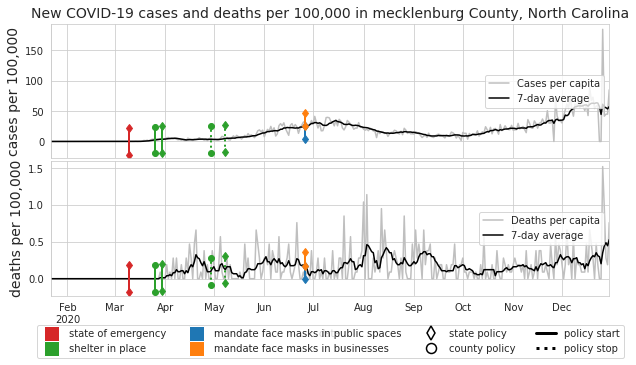 New COVID-19 cases and deaths per 100,000 in mecklenburg County, North Carolina
cases per 100,000
150
100
50
0
Cases per capita
7-day average
deaths per 100,000
1.5
1.0
0.5
0.0
Deaths per capita
7-day average
Feb Mar Apr May Jun Jul Aug Sep Oct Nov Dec
2020
state of emergency mandate face masks in public spaces state policy policy start
shelter in place mandate face masks in businesses county policy policy stop